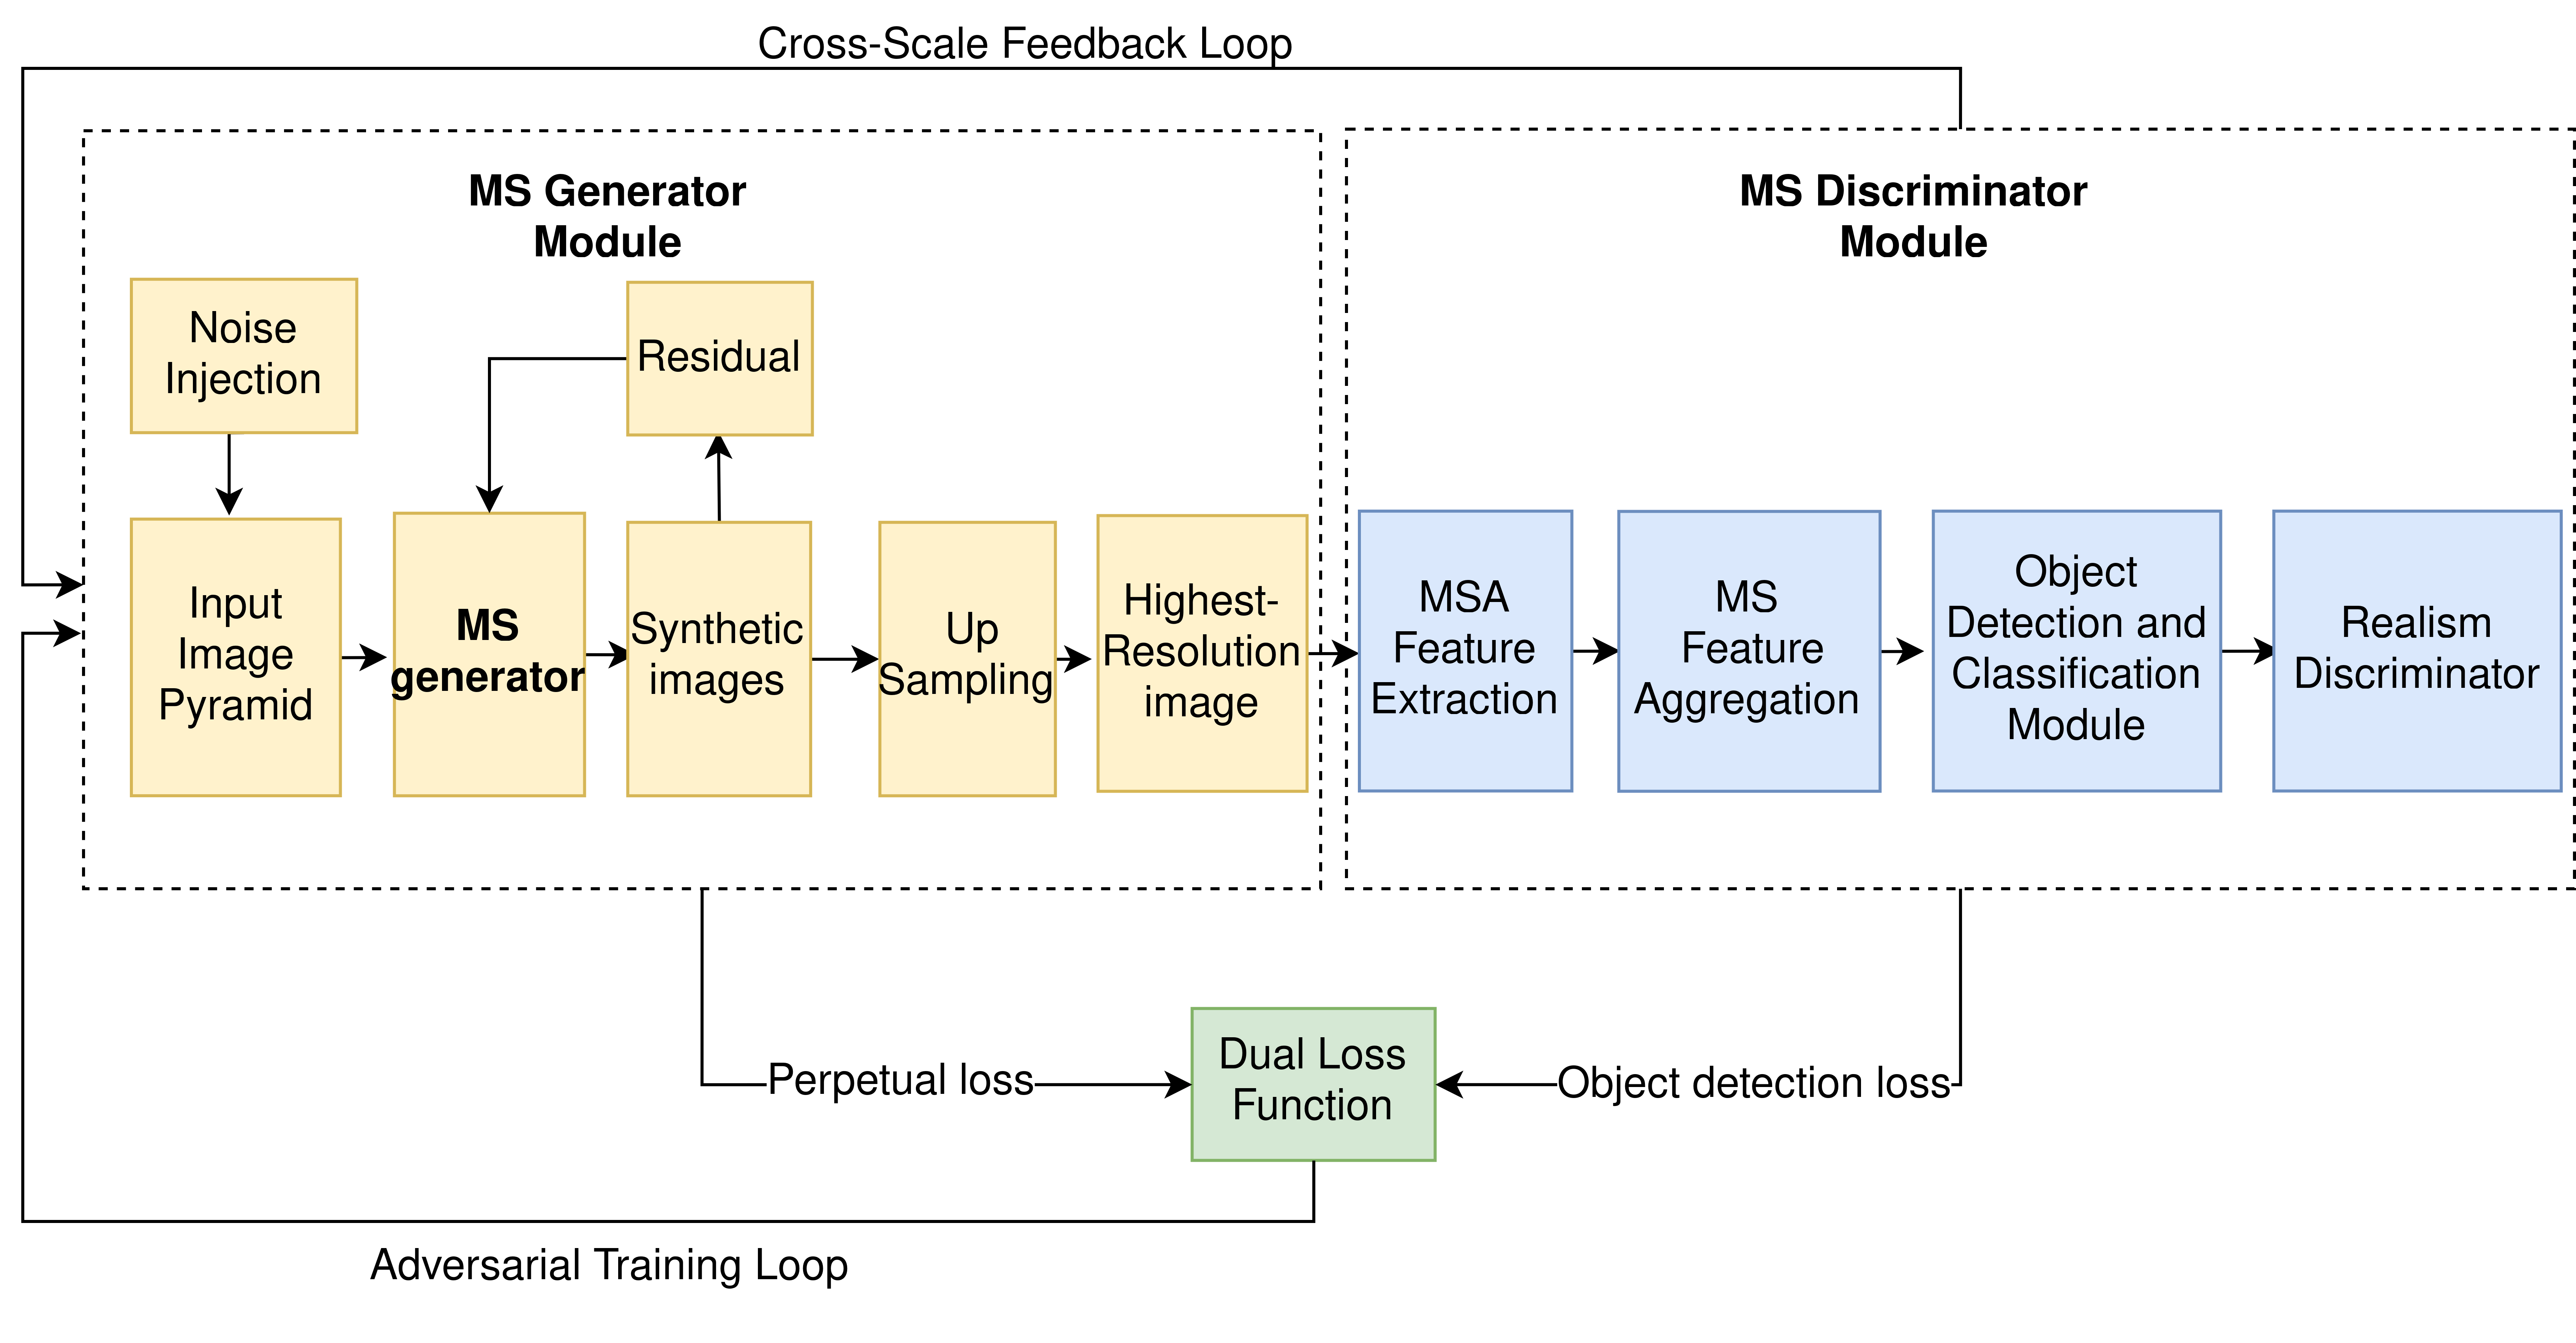 Cross-Scale Feedback Loop
MS Generator
Module
MS Discriminator
Module
Noise
Injection
Residual
Input
Image
Pyramid
MS
generator
Synthetic
images
Up
Sampling
Highest-
Resolution
image
MSA
Feature
Extraction
MS
Feature
Aggregation
Object
Detection and
Classification
Module
Realism
Discriminator
Perpetual loss
Dual Loss
Function
Object detection loss
Adversarial Training Loop